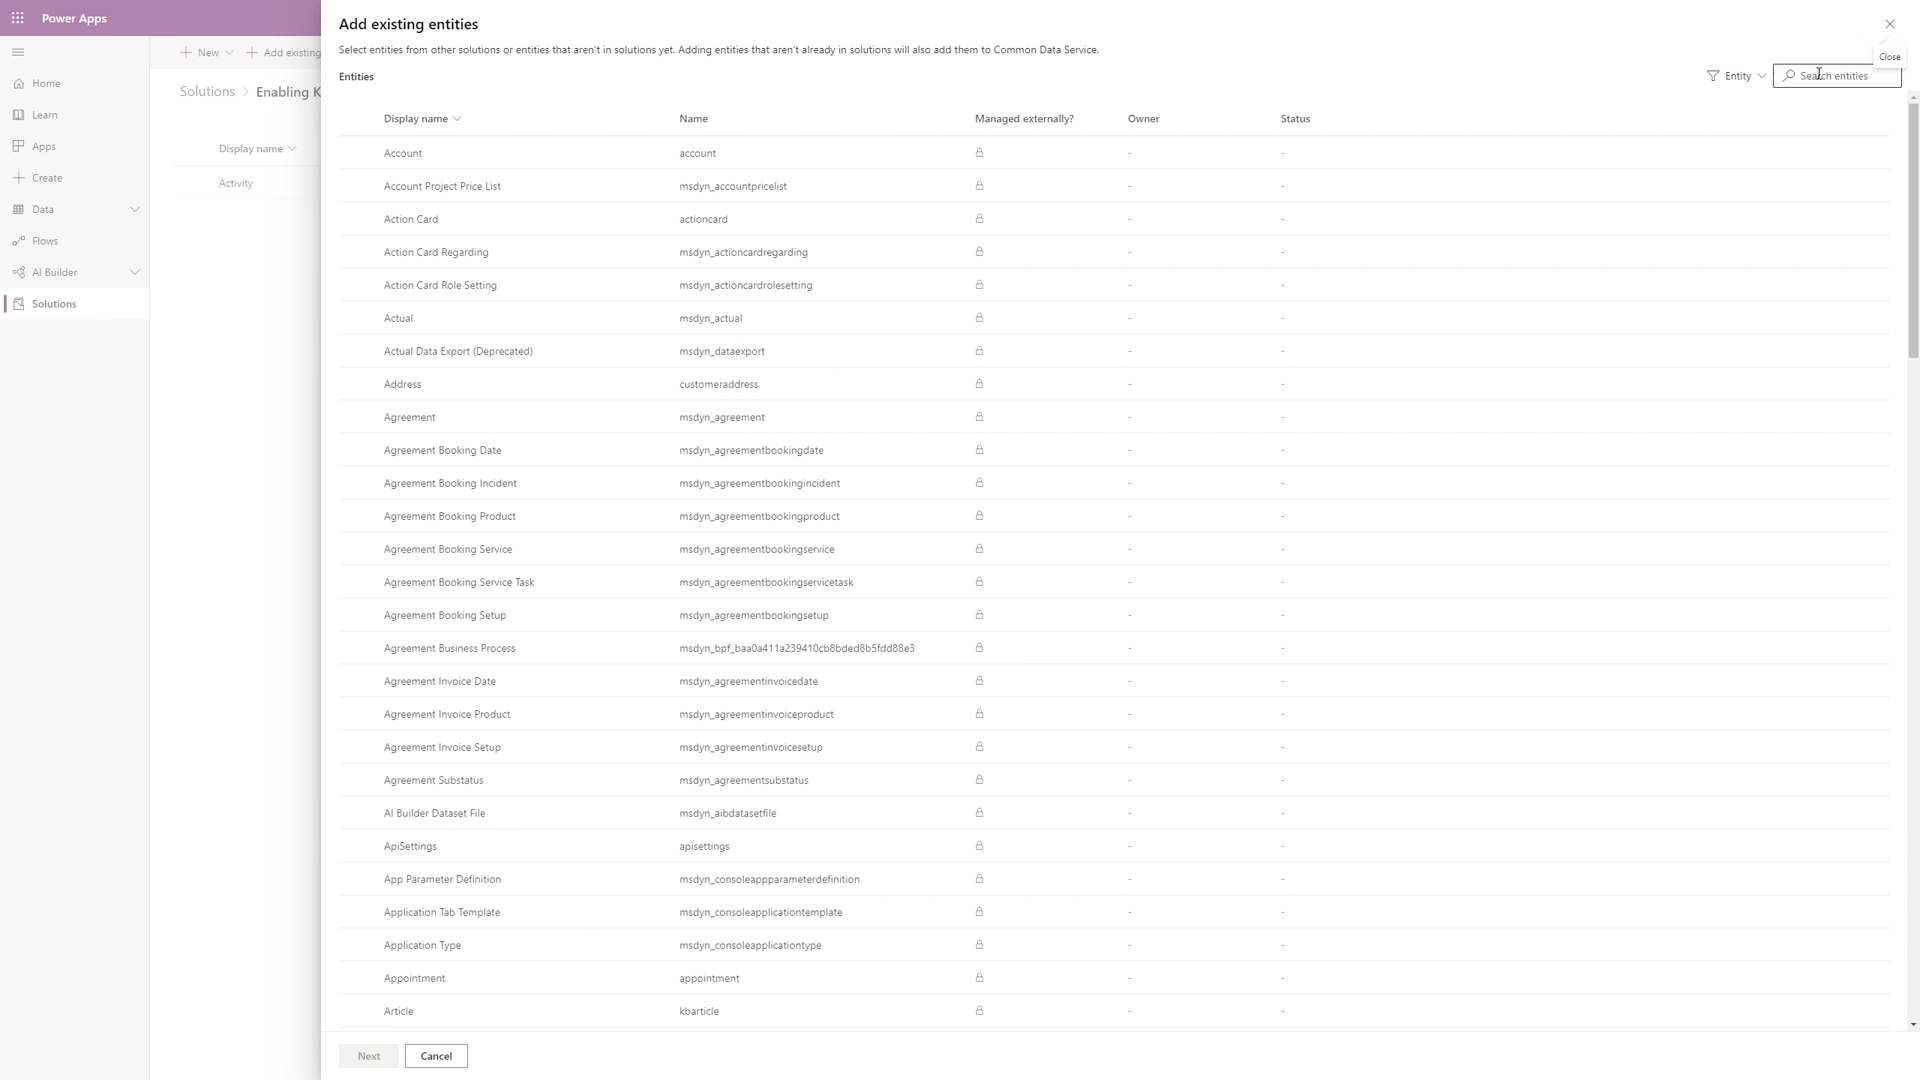 Power Apps
Home
Learn
Apps
Create
Data
Flows
AI Builder
Solutions
New
Add existing
Solutions > Enabling K
Display name
Activity
Add existing entities
Select entities from other solutions or entities that aren't in solutions yet. Adding entities that aren't already in solutions will also add them to Common Data Service.
Close
Entities
Entity
Search entities
Display name Name Managed externally? Owner Status
Account account - -
Account Project Price List msdyn_accountpricelist - -
Action Card actioncard - -
Action Card Regarding msdyn_actioncardregarding - -
Action Card Role Setting msdyn_actioncardrolesetting - -
Actual msdyn_actual - -
Actual Data Export (Deprecated) msdyn_dataexport - -
Address customeraddress - -
Agreement msdyn_agreement - -
Agreement Booking Date msdyn_agreementbookingdate - -
Agreement Booking Incident msdyn_agreementbookingincident - -
Agreement Booking Product msdyn_agreementbookingproduct - -
Agreement Booking Service msdyn_agreementbookingservice - -
Agreement Booking Service Task msdyn_agreementbookingservicetask - -
Agreement Booking Setup msdyn_agreementbookingsetup - -
Agreement Business Process msdyn_bpf_baa0a411a239410cb8bded8b5fdd88e3 - -
Agreement Invoice Date msdyn_agreementinvoicedate - -
Agreement Invoice Product msdyn_agreementinvoiceproduct - -
Agreement Invoice Setup msdyn_agreementinvoicesetup - -
Agreement Substatus msdyn_agreementsubstatus - -
AI Builder Dataset File msdyn_aibdatasetfile - -
ApiSettings apisettings - -
App Parameter Definition msdyn_consoleappparameterdefinition - -
Application Tab Template msdyn_consoleapplicationtemplate - -
Application Type msdyn_consoleapplicationtype - -
Appointment appointment - -
Article kbarticle - -
Next
Cancel